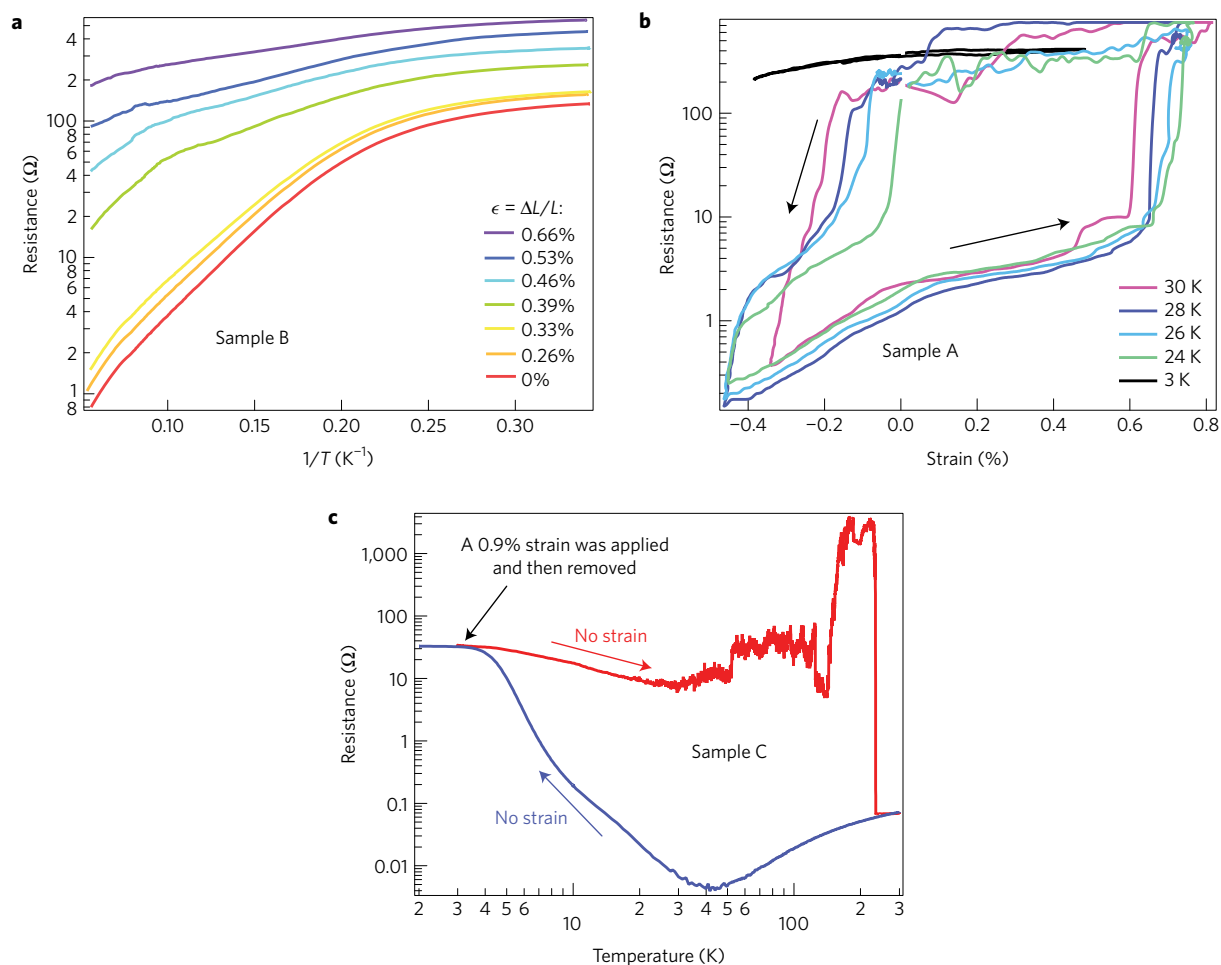 a
Resistance (Ω)
4
2
100
8
6
4
2
10
8
6
4
2
1
8
0.10
0.15
0.20
0.25
0.30
1/T (K⁻¹)
Sample B
ϵ = ΔL/L:
0.66%
0.53%
0.46%
0.39%
0.33%
0.26%
0%
b
Resistance (Ω)
100
10
1
−0.4
−0.2
0.0
0.2
0.4
0.6
0.8
Strain (%)
Sample A
30 K
28 K
26 K
24 K
3 K
c
Resistance (Ω)
1,000
100
10
1
0.1
0.01
A 0.9% strain was applied
and then removed
No strain
Sample C
No strain
2 3 4 5 6 10 2 3 4 5 6 100 2 3
Temperature (K)